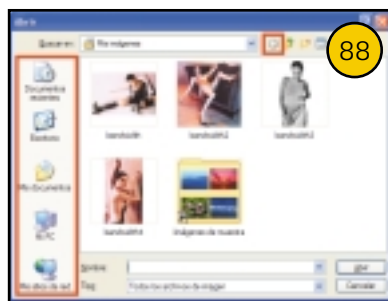 Abrir
88
Buscar en:
Mis imágenes
Documentos recientes
Escritorio
Mis documentos
Mi PC
Mis sitios de red
Imágenes de muestra
Nombre:
Abrir
Tipo:
Todos los archivos de imagen
Cancelar